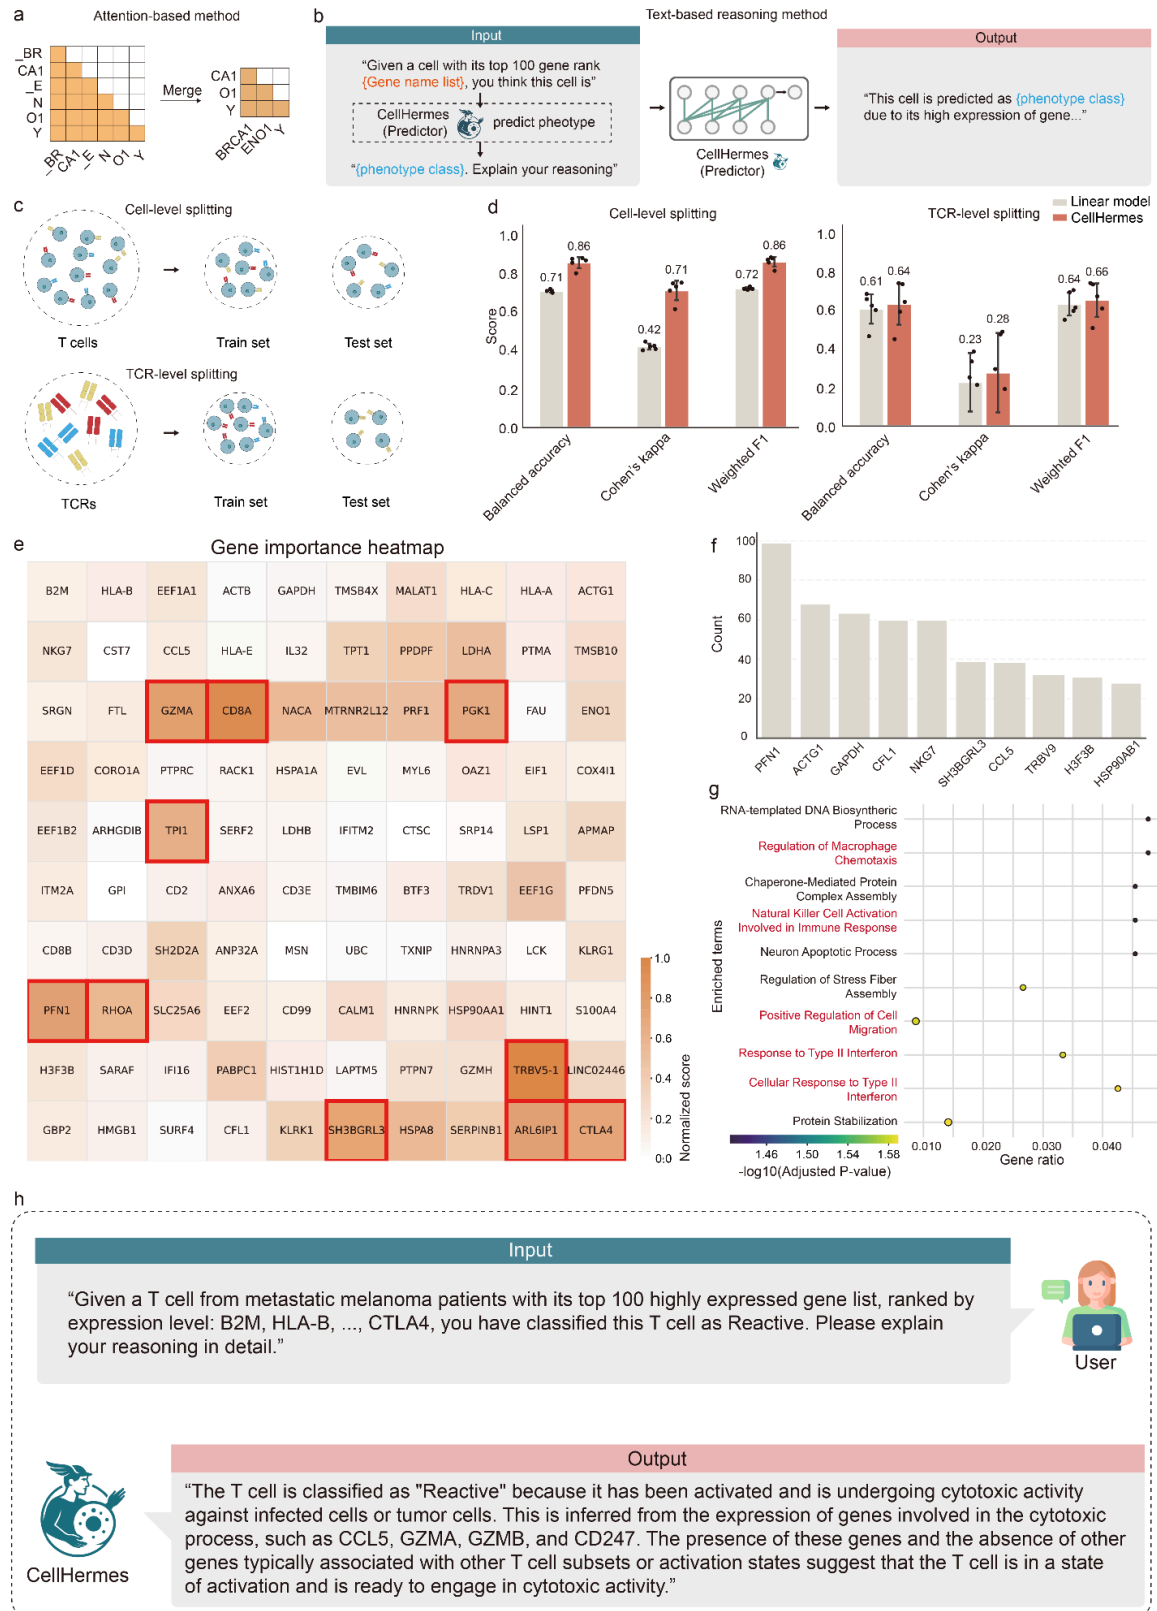 a
Attention-based method
_BR
CA1
_E
N
O1
Y
_BR
CA1
_E
N
O1
Y
Merge
CA1
O1
Y
BRCA1
ENO1
Y
b
Text-based reasoning method
Input
“Given a cell with its top 100 gene rank
{Gene name list}, you think this cell is”
CellHermes
(Predictor)
predict pheotype
“{phenotype class}. Explain your reasoning”
CellHermes
(Predictor)
Output
“This cell is predicted as {phenotype class}
due to its high expression of gene...”
c
Cell-level splitting
T cells
Train set
Test set
TCR-level splitting
TCRs
Train set
Test set
d
Cell-level splitting
TCR-level splitting
Linear model
CellHermes
Score
1.0
0.8
0.6
0.4
0.2
0.0
0.71
0.86
0.42
0.71
0.72
0.86
Balanced accuracy
Cohen's kappa
Weighted F1
1.0
0.8
0.6
0.4
0.2
0.0
0.61
0.64
0.23
0.28
0.64
0.66
Balanced accuracy
Cohen's kappa
Weighted F1
e
Gene importance heatmap
B2M HLA-B EEF1A1 ACTB GAPDH TMSB4X MALAT1 HLA-C HLA-A ACTG1
NKG7 CST7 CCL5 HLA-E IL32 TPT1 PPDPF LDHA PTMA TMSB10
SRGN FTL GZMA CD8A NACA MTRNR2L12 PRF1 PGK1 FAU ENO1
EEF1D CORO1A PTPRC RACK1 HSPA1A EVL MYL6 OAZ1 EIF1 COX4I1
EEF1B2 ARHGDIB TPI1 SERF2 LDHB IFITM2 CTSC SRP14 LSP1 APMAP
ITM2A GPI CD2 ANXA6 CD3E TMBIM6 BTF3 TRDV1 EEF1G PFDN5
CD8B CD3D SH2D2A ANP32A MSN UBC TXNIP HNRNPA3 LCK KLRG1
PFN1 RHOA SLC25A6 EEF2 CD99 CALM1 HNRNPK HSP90AA1 HINT1 S100A4
H3F3B SARAF IFI16 PABPC1 HIST1H1D LAPTM5 PTPN7 GZMH TRBV5-1 LINC02446
GBP2 HMGB1 SURF4 CFL1 KLRK1 SH3BGRL3 HSPA8 SERPINB1 ARL6IP1 CTLA4
1.0
0.8
0.6
0.4
0.2
0.0
Normalized score
f
Count
100
80
60
40
20
0
PFN1
ACTG1
GAPDH
CFL1
NKG7
SH3BGRL3
CCL5
TRBV9
H3F3B
HSP90AB1
g
Enriched terms
RNA-templated DNA Biosyntheric
Process
Regulation of Macrophage
Chemotaxis
Chaperone-Mediated Protein
Complex Assembly
Natural Killer Cell Activation
Involved in Immune Response
Neuron Apoptotic Process
Regulation of Stress Fiber
Assembly
Positive Regulation of Cell
Migration
Response to Type II Interferon
Cellular Response to Type II
Interferon
Protein Stabilization
1.46 1.50 1.54 1.58
-log10(Adjusted P-value)
0.010 0.020 0.030 0.040
Gene ratio
h
Input
“Given a T cell from metastatic melanoma patients with its top 100 highly expressed gene list, ranked by
expression level: B2M, HLA-B, ..., CTLA4, you have classified this T cell as Reactive. Please explain
your reasoning in detail.”
User
Output
“The T cell is classified as "Reactive" because it has been activated and is undergoing cytotoxic activity
against infected cells or tumor cells. This is inferred from the expression of genes involved in the cytotoxic
process, such as CCL5, GZMA, GZMB, and CD247. The presence of these genes and the absence of other
genes typically associated with other T cell subsets or activation states suggest that the T cell is in a state
of activation and is ready to engage in cytotoxic activity.”
CellHermes